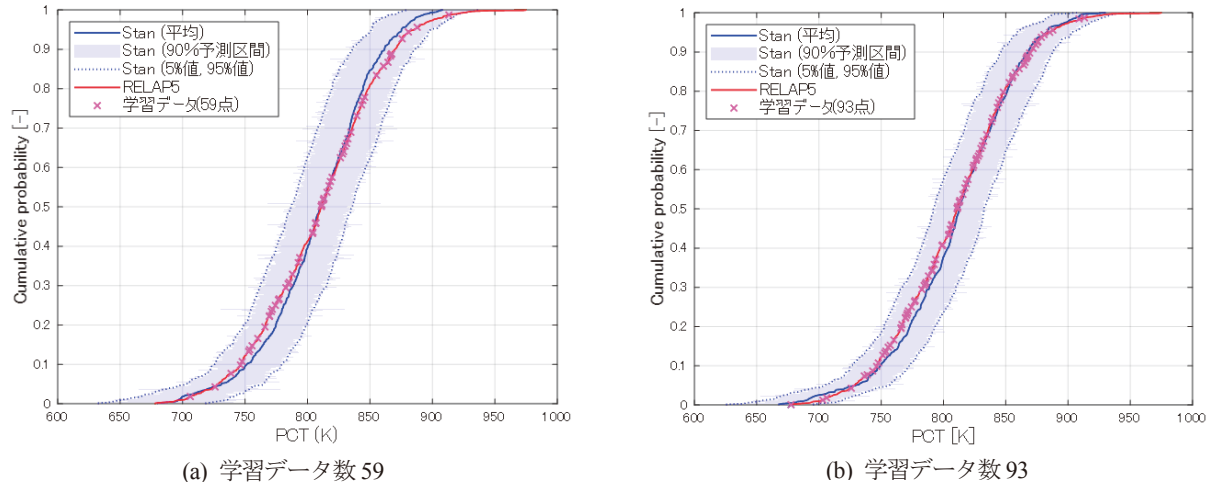 Stan (平均)
Stan (90%予測区間)
Stan (5%値, 95%値)
RELAP5
学習データ(59点)
Cumulative probability [-]
1
0.9
0.8
0.7
0.6
0.5
0.4
0.3
0.2
0.1
0
600 650 700 750 800 850 900 950 1000
PCT (K)
(a) 学習データ数 59
Stan (平均)
Stan (90%予測区間)
Stan (5%値, 95%値)
RELAP5
学習データ(93点)
Cumulative probability [-]
1
0.9
0.8
0.7
0.6
0.5
0.4
0.3
0.2
0.1
0
600 650 700 750 800 850 900 950 1000
PCT [K]
(b) 学習データ数 93